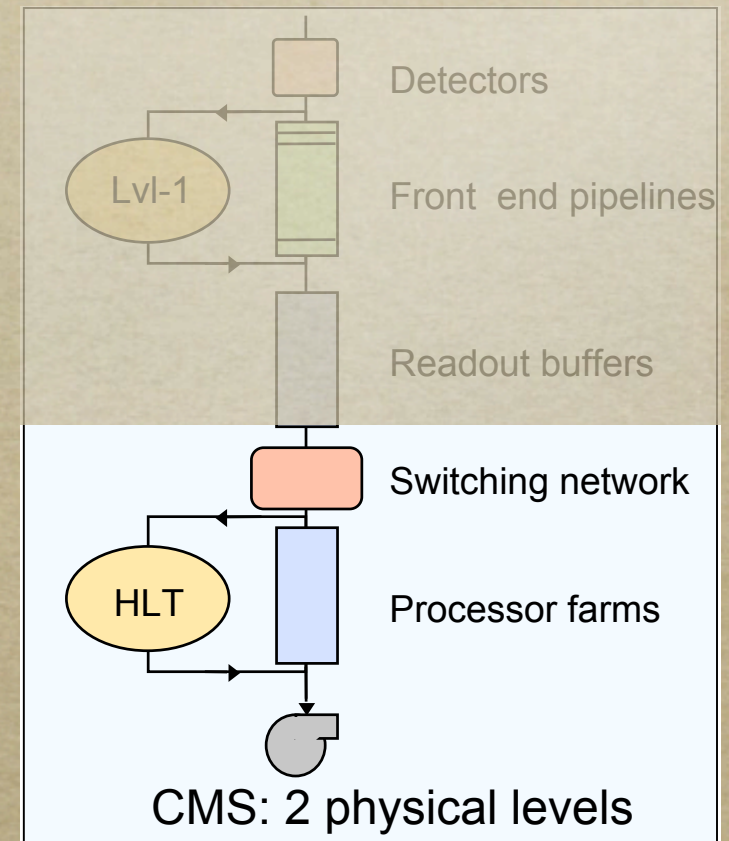 Detectors
Lvl-1
Front end pipelines
Readout buffers
Switching network
HLT
Processor farms
CMS: 2 physical levels